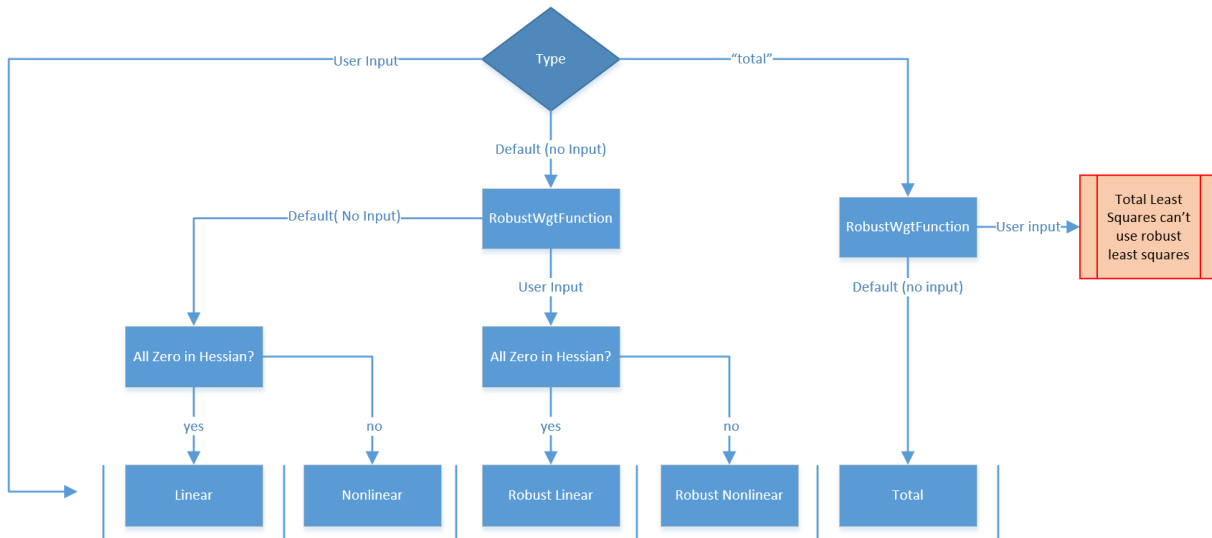 Type
User Input
“total”
Default (no Input)
RobustWgtFunction
Default( No Input)
User Input
RobustWgtFunction
User input
Total Least
Squares can’t
use robust
least squares
Default (no input)
All Zero in Hessian?
All Zero in Hessian?
yes
no
yes
no
Linear
Nonlinear
Robust Linear
Robust Nonlinear
Total